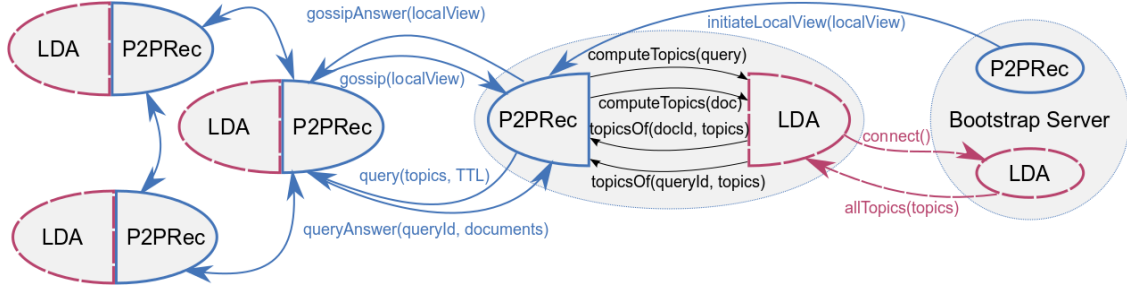 gossipAnswer(localView)
initiateLocalView(localView)
LDA
P2PRec
computeTopics(query)
gossip(localView)
P2PRec
computeTopics(doc)
P2PRec
LDA
Bootstrap Server
LDA
P2PRec
topicsOf(docId, topics)
connect()
LDA
query(topics, TTL)
topicsOf(queryId, topics)
allTopics(topics)
LDA
P2PRec
queryAnswer(queryId, documents)